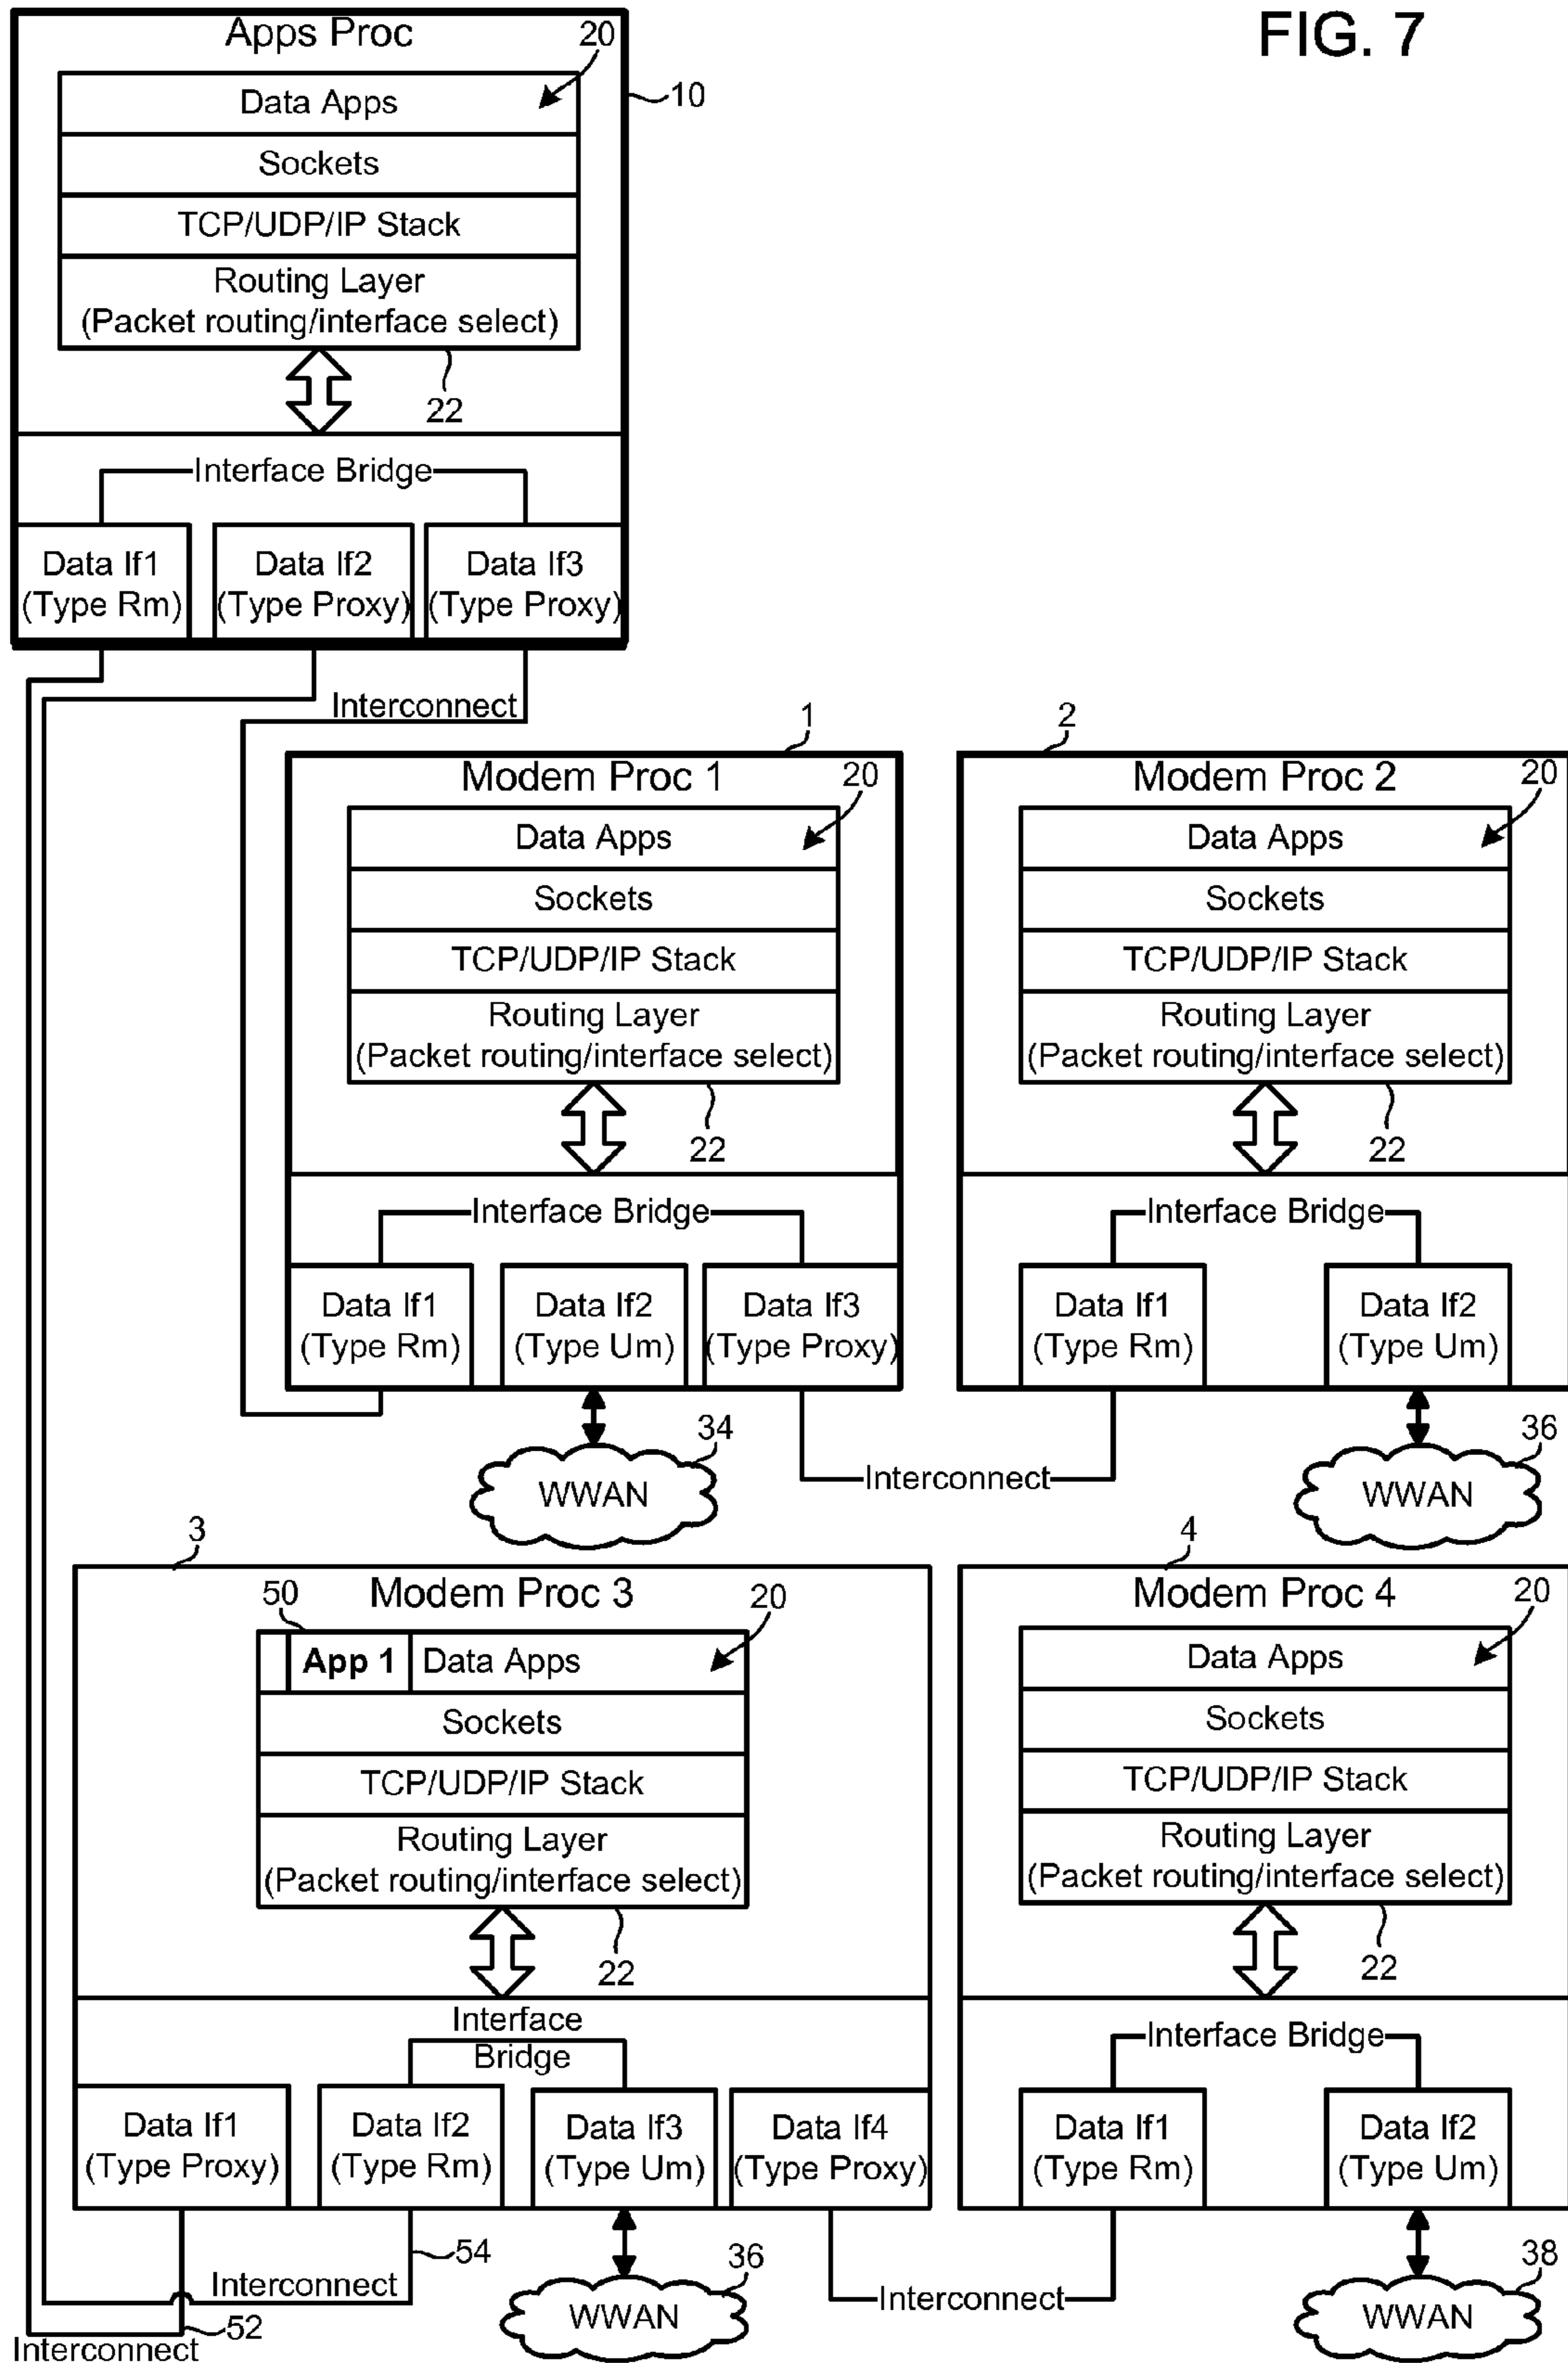 FIG. 7
Apps Proc
20
10
Data Apps
Sockets
TCP/UDP/IP Stack
Routing Layer
(Packet routing/interface select)
22
Interface Bridge
Data If1
(Type Rm)
Data If2
(Type Proxy)
Data If3
(Type Proxy)
Interconnect
1
Modem Proc 1
20
Data Apps
Sockets
TCP/UDP/IP Stack
Routing Layer
(Packet routing/interface select)
22
Interface Bridge
Data If1
(Type Rm)
Data If2
(Type Um)
Data If3
(Type Proxy)
34
WWAN
Interconnect
2
Modem Proc 2
20
Data Apps
Sockets
TCP/UDP/IP Stack
Routing Layer
(Packet routing/interface select)
22
Interface Bridge
Data If1
(Type Rm)
Data If2
(Type Um)
36
WWAN
3
Modem Proc 3
50
20
App 1 Data Apps
Sockets
TCP/UDP/IP Stack
Routing Layer
(Packet routing/interface select)
22
Interface
Bridge
Data If1
(Type Proxy)
Data If2
(Type Rm)
Data If3
(Type Um)
Data If4
(Type Proxy)
54
Interconnect
52
Interconnect
36
WWAN
Interconnect
4
Modem Proc 4
20
Data Apps
Sockets
TCP/UDP/IP Stack
Routing Layer
(Packet routing/interface select)
22
Interface Bridge
Data If1
(Type Rm)
Data If2
(Type Um)
38
WWAN